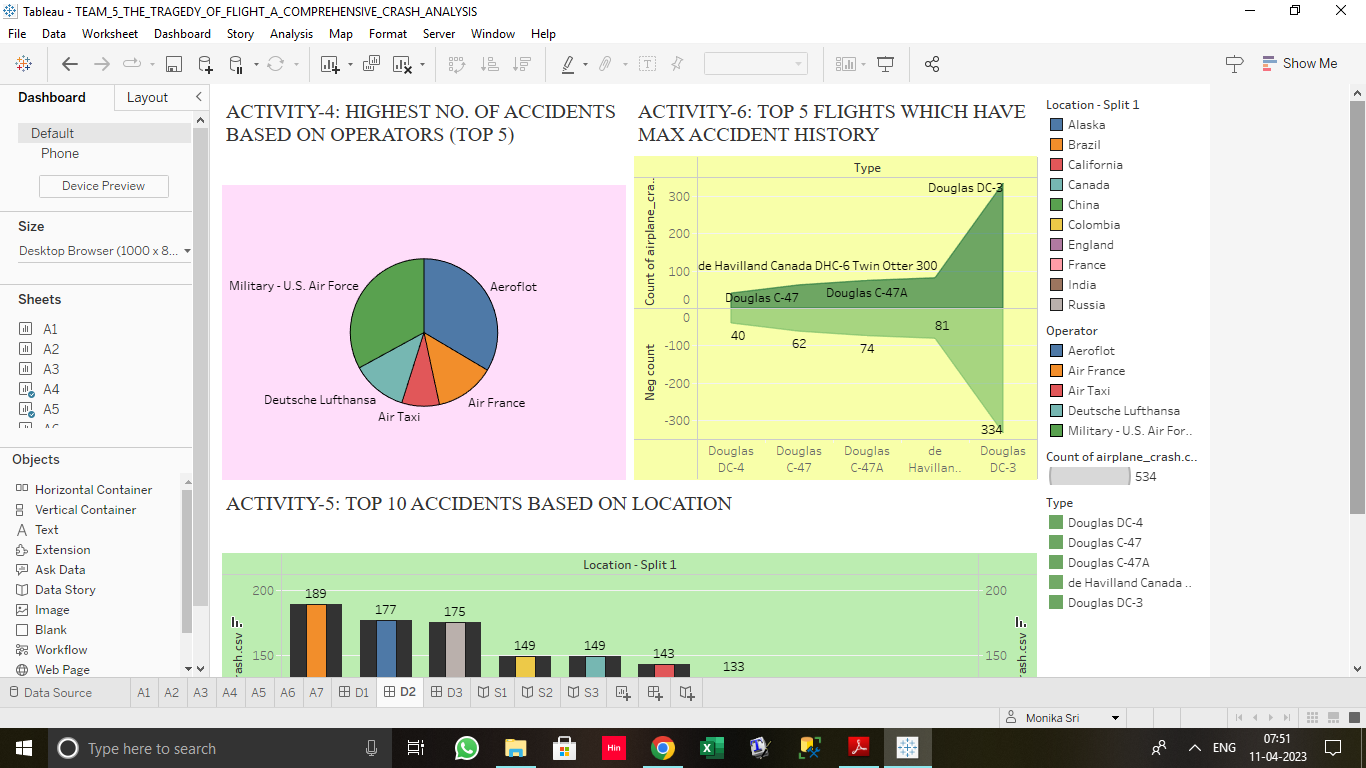 Tableau - TEAM_5_THE_TRAGEDY_OF_FLIGHT_A_COMPREHENSIVE_CRASH_ANALYSIS
File Data Worksheet Dashboard Story Analysis Map Format Server Window Help
Show Me
Dashboard Layout
Default
Phone
Device Preview
Size
Desktop Browser (1000 x 8...
Sheets
A1
A2
A3
A4
A5
Objects
Horizontal Container
Vertical Container
Text
Extension
Ask Data
Data Story
Image
Blank
Workflow
Web Page
ACTIVITY-4: HIGHEST NO. OF ACCIDENTS
BASED ON OPERATORS (TOP 5)
Military - U.S. Air Force
Aeroflot
Deutsche Lufthansa
Air Taxi
Air France
ACTIVITY-6: TOP 5 FLIGHTS WHICH HAVE
MAX ACCIDENT HISTORY
Type
Count of airplane_cra..
300
200
100
0
Neg count
0
-100
-200
-300
Douglas DC-3
de Havilland Canada DHC-6 Twin Otter 300
Douglas C-47
Douglas C-47A
40
62
74
81
334
Douglas
DC-4
Douglas
C-47
Douglas
C-47A
de
Havillan..
Douglas
DC-3
ACTIVITY-5: TOP 10 ACCIDENTS BASED ON LOCATION
Location - Split 1
200
150
rash.csv
189
177
175
149
149
143
133
200
150
rash.csv
Location - Split 1
Alaska
Brazil
California
Canada
China
Colombia
England
France
India
Russia
Operator
Aeroflot
Air France
Air Taxi
Deutsche Lufthansa
Military - U.S. Air For..
Count of airplane_crash.c..
534
Type
Douglas DC-4
Douglas C-47
Douglas C-47A
de Havilland Canada ..
Douglas DC-3
Data Source A1 A2 A3 A4 A5 A6 A7 D1 D2 D3 S1 S2 S3
Monika Sri
Type here to search
Hin
ENG
07:51
11-04-2023